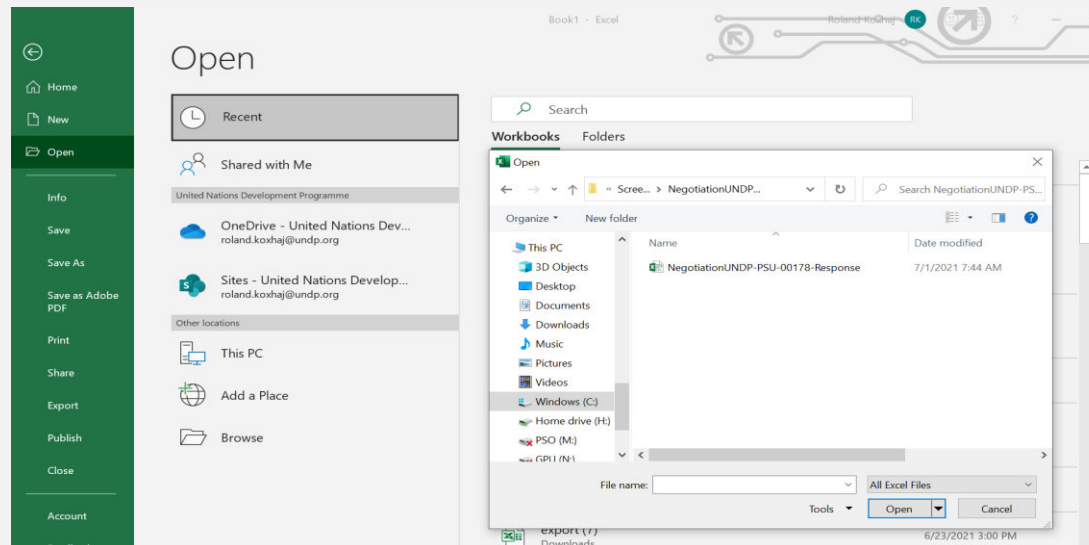 Book1 - Excel
Roland Koxhaj
RK
?
Open
Home
New
Open
Info
Save
Save As
Save as Adobe
PDF
Print
Share
Export
Publish
Close
Account
Recent
Shared with Me
United Nations Development Programme
OneDrive - United Nations Dev...
roland.koxhaj@undp.org
S
Sites - United Nations Develop...
roland.koxhaj@undp.org
Other locations
This PC
Add a Place
Browse
Search
Workbooks Folders
Open
« Scree... > NegotiationUNDP...
Search NegotiationUNDP-PS...
Organize New folder
?
This PC
3D Objects
Desktop
Documents
Downloads
Music
Pictures
Videos
Windows (C:)
Home drive (H:)
PSO (M:)
GPU (N:)
Name Date modified
NegotiationUNDP-PSU-00178-Response 7/1/2021 7:44 AM
File name: All Excel Files
Tools Open Cancel
export (7)
Downloads
6/23/2021 3:00 PM